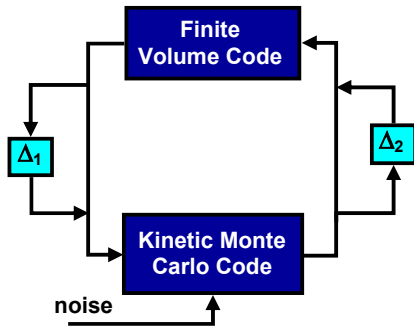 Finite
Volume Code
Δ₁
Δ₂
Kinetic Monte
Carlo Code
noise